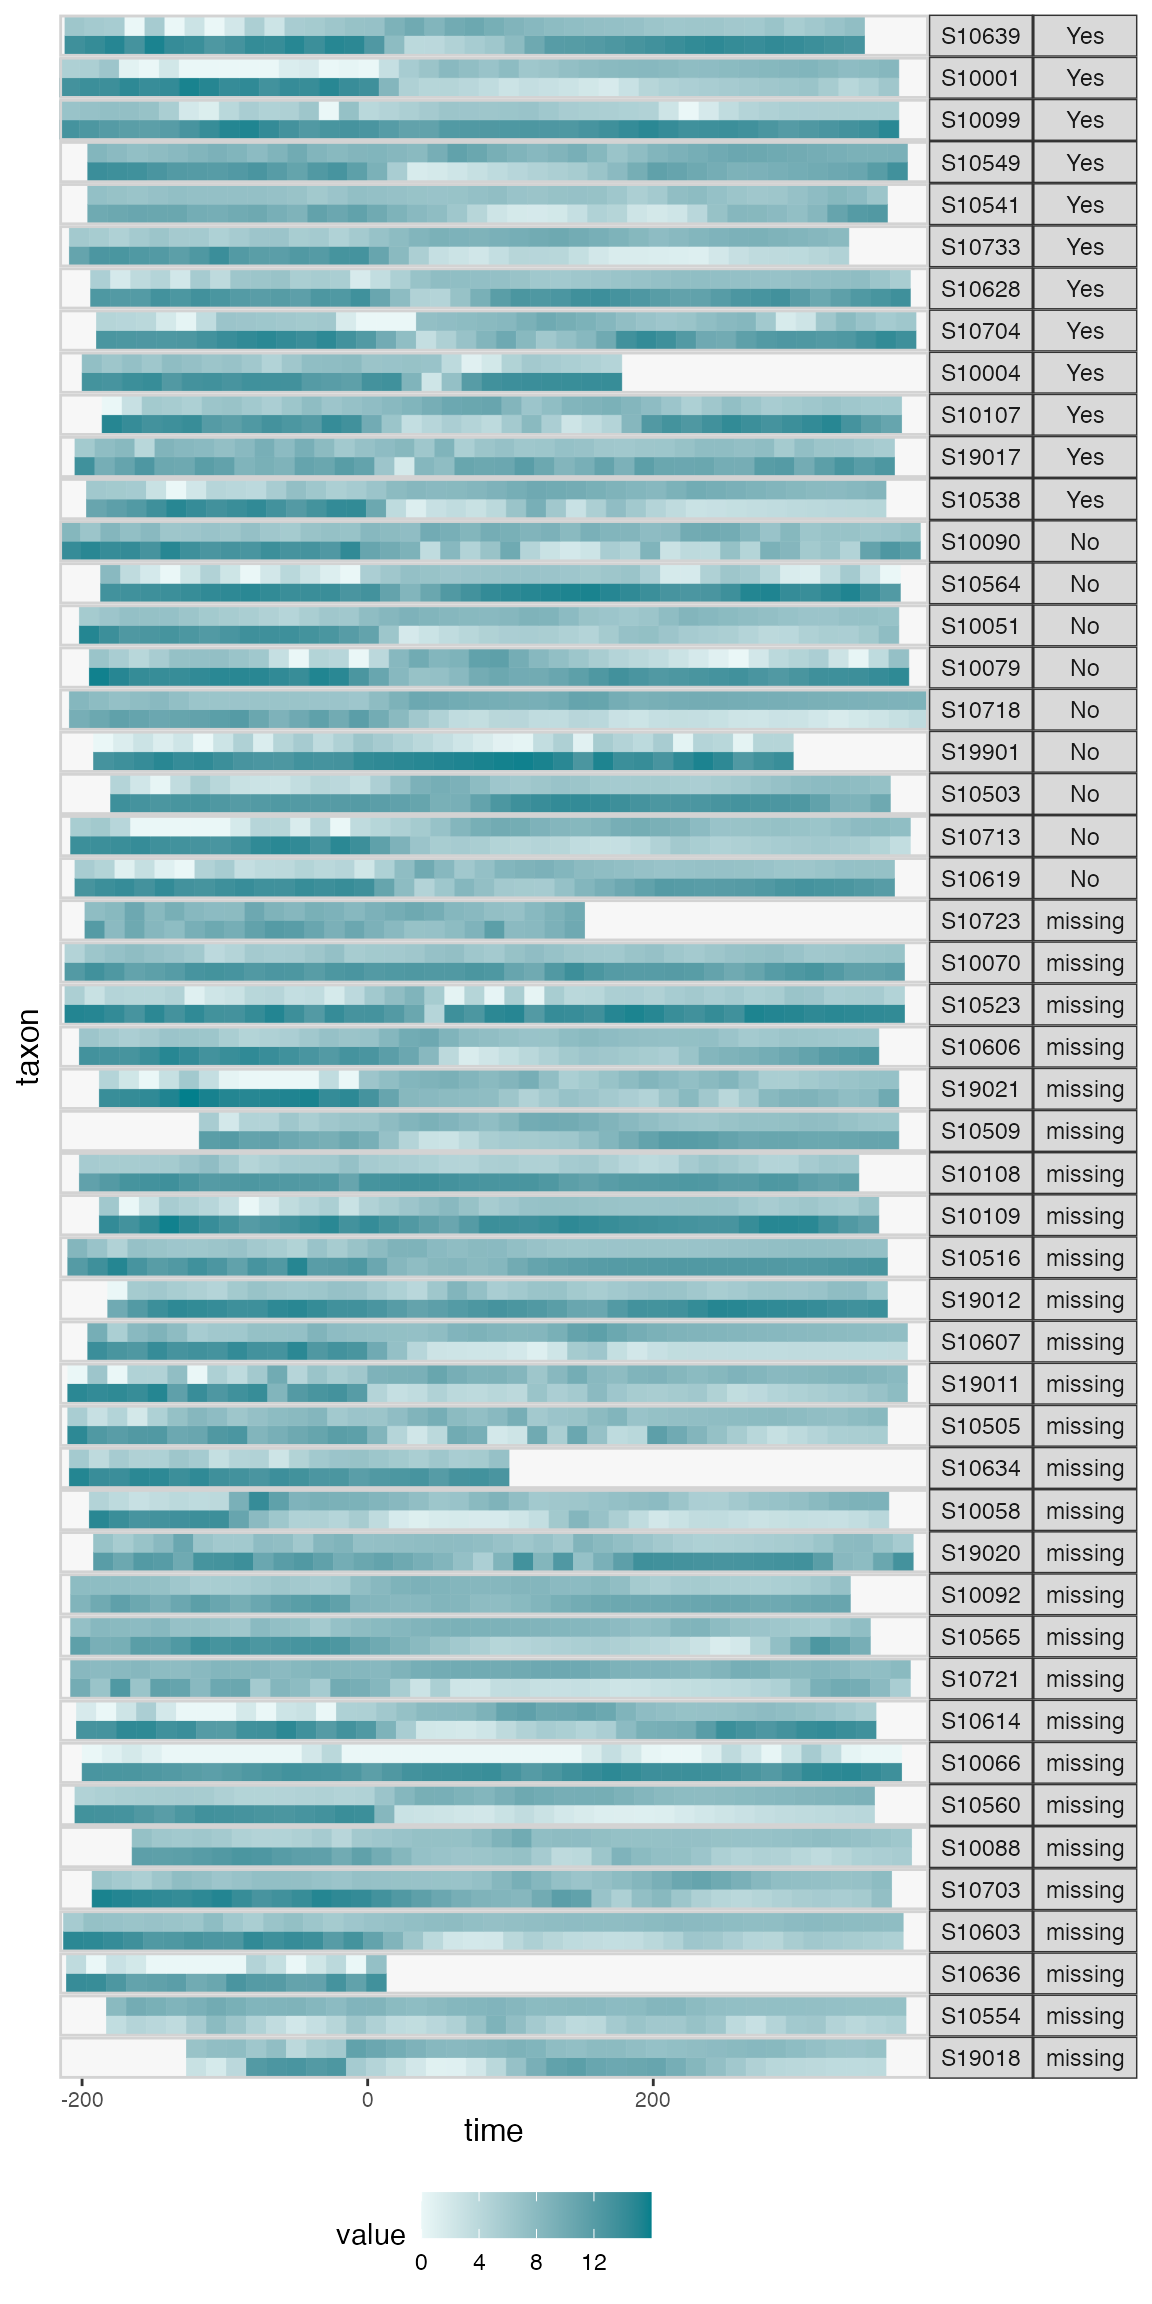 S10639 Yes
S10001 Yes
S10099 Yes
S10549 Yes
S10541 Yes
S10733 Yes
S10628 Yes
S10704 Yes
S10004 Yes
S10107 Yes
S19017 Yes
S10538 Yes
S10090 No
S10564 No
S10051 No
S10079 No
S10718 No
S19901 No
S10503 No
S10713 No
S10619 No
S10723 missing
S10070 missing
S10523 missing
S10606 missing
S19021 missing
S10509 missing
S10108 missing
S10109 missing
S10516 missing
S19012 missing
S10607 missing
S19011 missing
S10505 missing
S10634 missing
S10058 missing
S19020 missing
S10092 missing
S10565 missing
S10721 missing
S10614 missing
S10066 missing
S10560 missing
S10088 missing
S10703 missing
S10603 missing
S10636 missing
S10554 missing
S19018 missing
taxon
-200 0 200
time
value
0 4 8 12